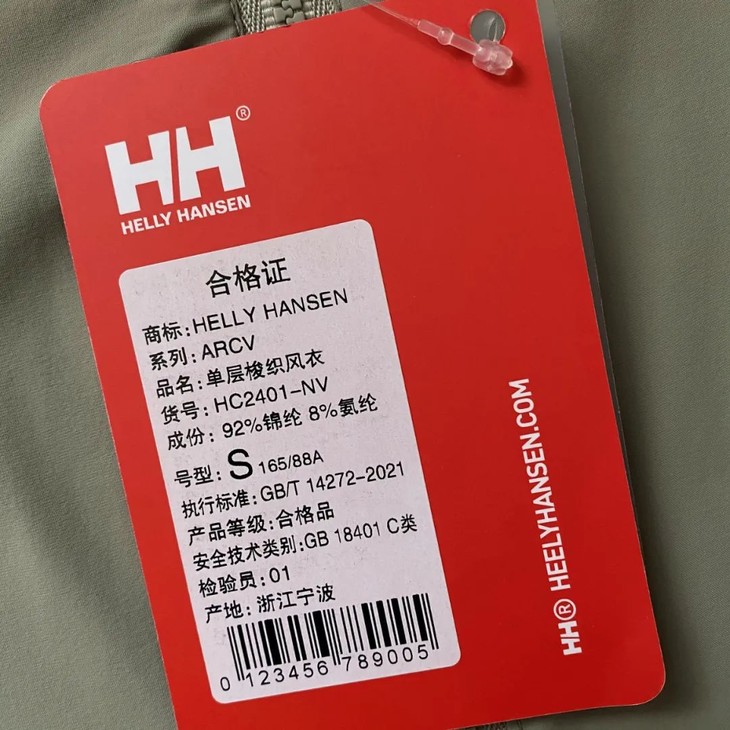 HH®
HELLY HANSEN
合格证
商标:HELLY HANSEN
系列:ARCV
品名:单层梭织风衣
货号:HC2401-NV
成份:92%锦纶 8%氨纶
号型:S 165/88A
执行标准:GB/T 14272-2021
产品等级:合格品
安全技术类别:GB 18401 C类
检验员:01
产地:浙江宁波
0 123456 789005
HH® HEELYHANSEN.COM